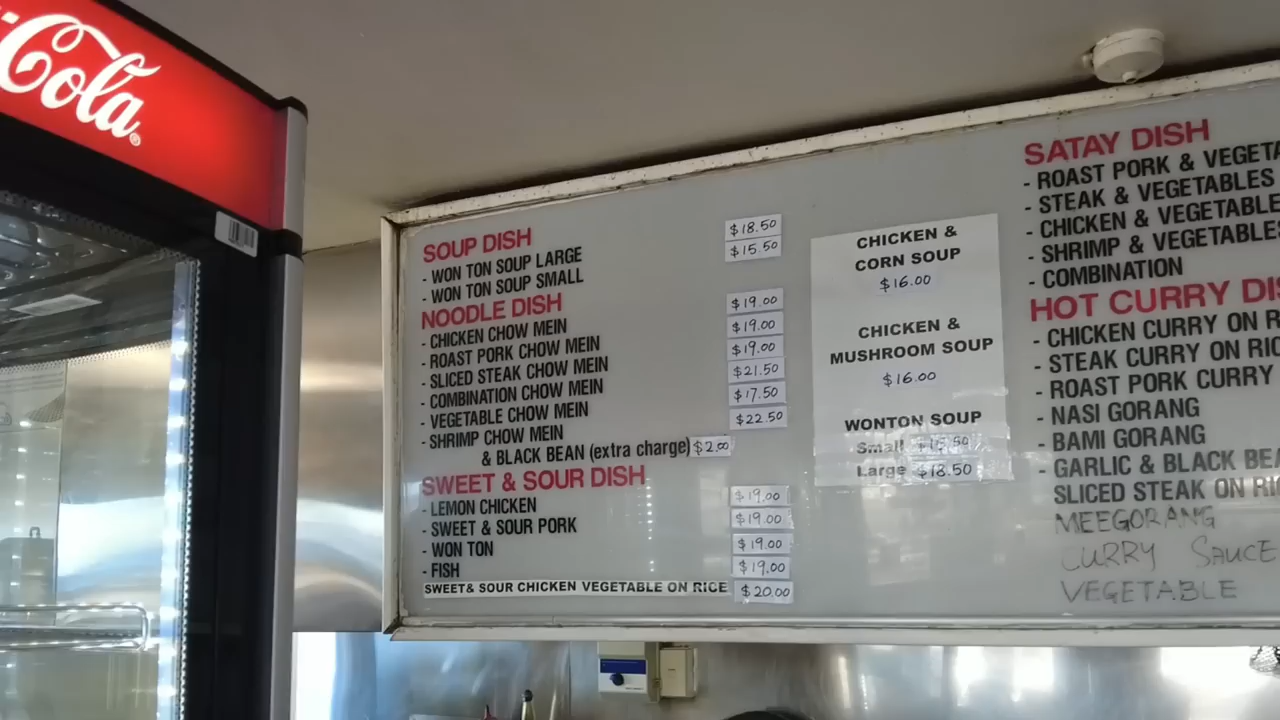 Cola
SOUP DISH
- WON TON SOUP LARGE $18.50
- WON TON SOUP SMALL $15.50
NOODLE DISH
- CHICKEN CHOW MEIN $19.00
- ROAST PORK CHOW MEIN $19.00
- SLICED STEAK CHOW MEIN $19.00
- COMBINATION CHOW MEIN $21.50
- VEGETABLE CHOW MEIN $17.50
- SHRIMP CHOW MEIN $22.50
& BLACK BEAN (extra charge) $2.00
SWEET & SOUR DISH
- LEMON CHICKEN $19.00
- SWEET & SOUR PORK $19.00
- WON TON $19.00
- FISH $19.00
SWEET& SOUR CHICKEN VEGETABLE ON RICE $20.00
CHICKEN &
CORN SOUP
$16.00
CHICKEN &
MUSHROOM SOUP
$16.00
WONTON SOUP
Small $15.50
Large $18.50
SATAY DISH
- ROAST PORK & VEGETA
- STEAK & VEGETABLES
- CHICKEN & VEGETABLE
- SHRIMP & VEGETABLES
- COMBINATION
HOT CURRY DIS
- CHICKEN CURRY ON R
- STEAK CURRY ON RIC
- ROAST PORK CURRY
- NASI GORANG
- BAMI GORANG
- GARLIC & BLACK BEA
SLICED STEAK ON RI
MEEGORANG
CURRY SAUCE
VEGETABLE